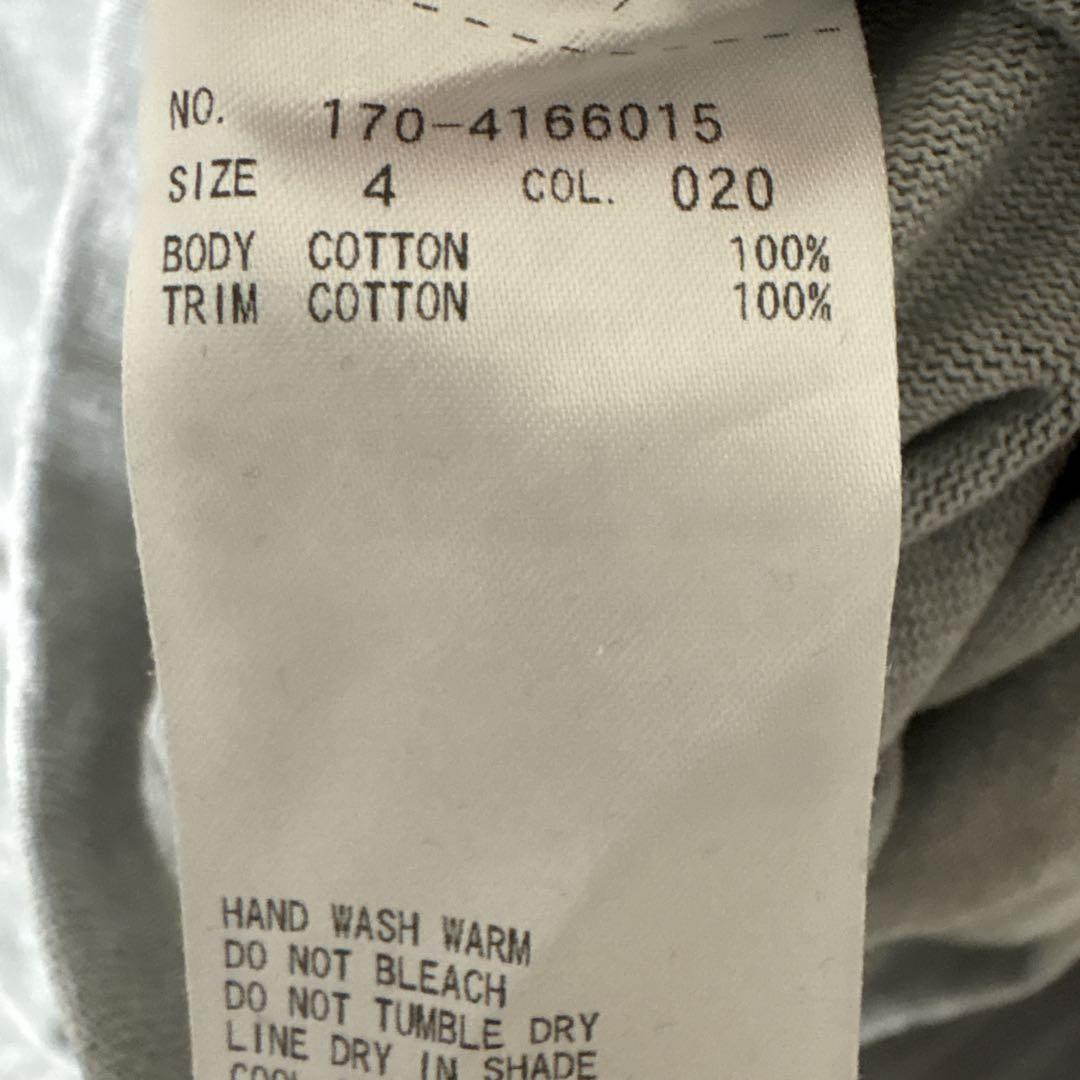 NO. 170-4166015
SIZE 4 COL. 020
BODY COTTON 100%
TRIM COTTON 100%
HAND WASH WARM
DO NOT BLEACH
DO NOT TUMBLE DRY
LINE DRY IN SHADE